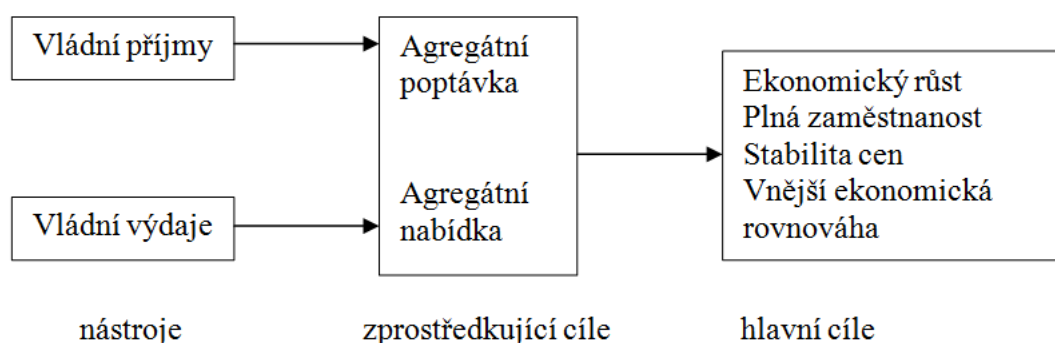 Vládní příjmy
Agregátní
poptávka
Ekonomický růst
Plná zaměstnanost
Stabilita cen
Vnější ekonomická
rovnováha
Vládní výdaje
Agregátní
nabídka
nástroje
zprostředkující cíle
hlavní cíle